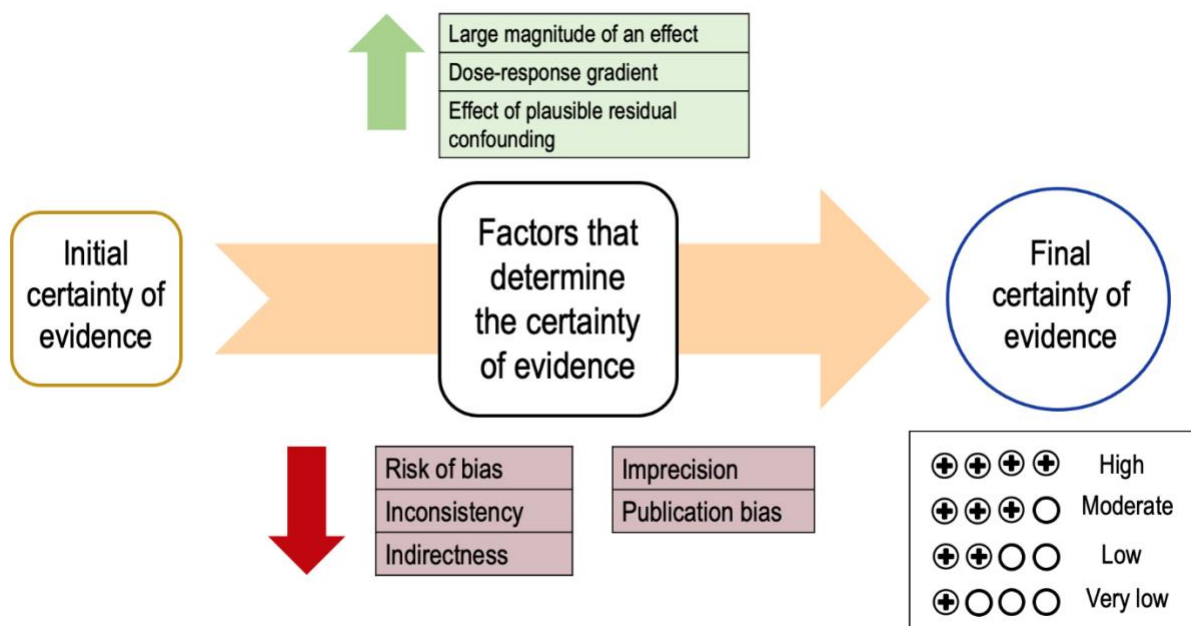 Large magnitude of an effect
Dose-response gradient
Effect of plausible residual
confounding
Initial
certainty of
evidence
Factors that
determine
the certainty
of evidence
Final
certainty of
evidence
Risk of bias
Inconsistency
Indirectness
Imprecision
Publication bias
High
Moderate
Low
Very low